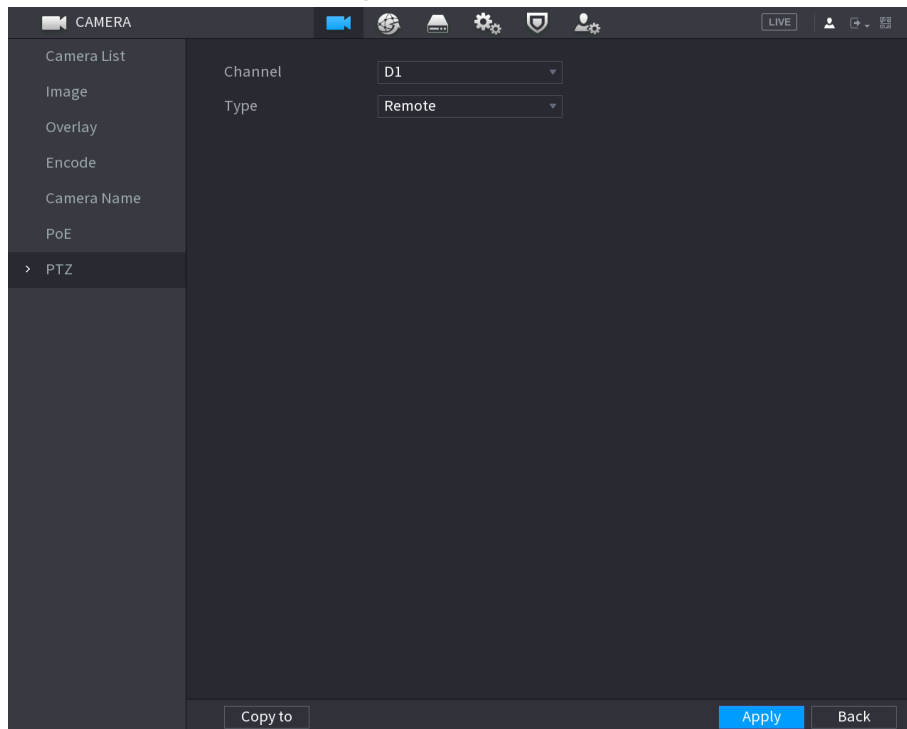 CAMERA
LIVE
Camera List
Image
Overlay
Encode
Camera Name
PoE
PTZ
Channel D1
Type Remote
Copy to Apply Back